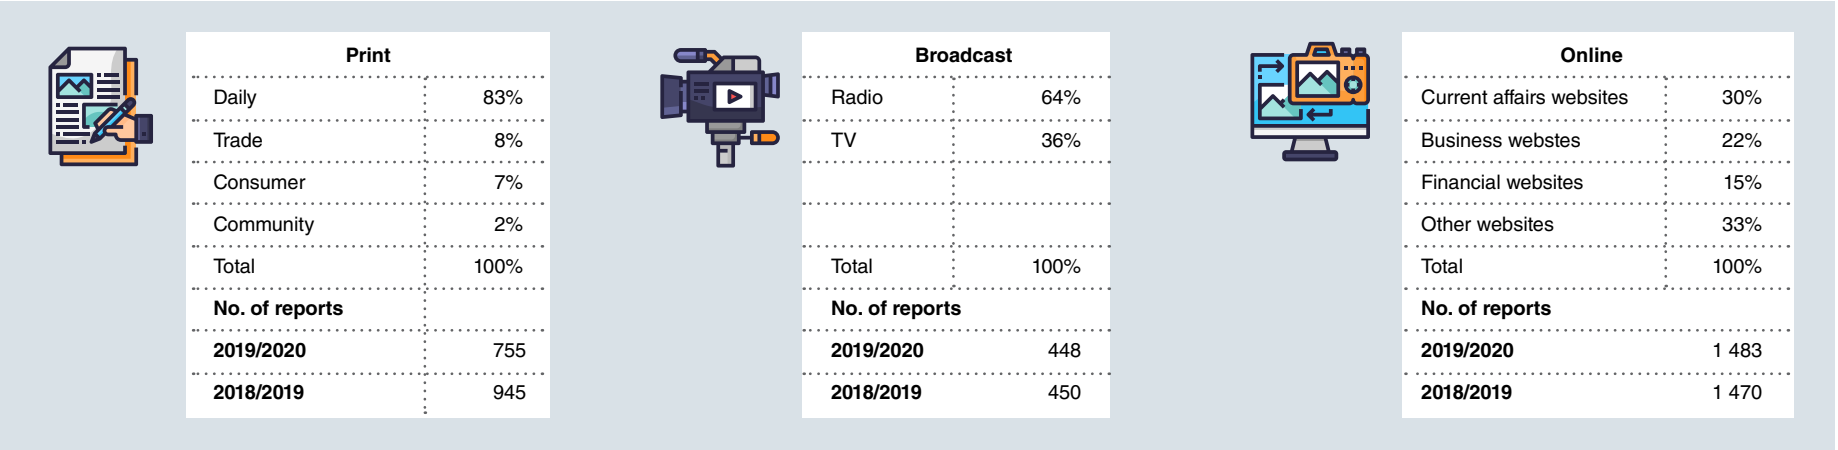 Print
Daily 83%
Trade 8%
Consumer 7%
Community 2%
Total 100%
No. of reports
2019/2020 755
2018/2019 945
Broadcast
Radio 64%
TV 36%
Total 100%
No. of reports
2019/2020 448
2018/2019 450
Online
Current affairs websites 30%
Business webstes 22%
Financial websites 15%
Other websites 33%
Total 100%
No. of reports
2019/2020 1 483
2018/2019 1 470